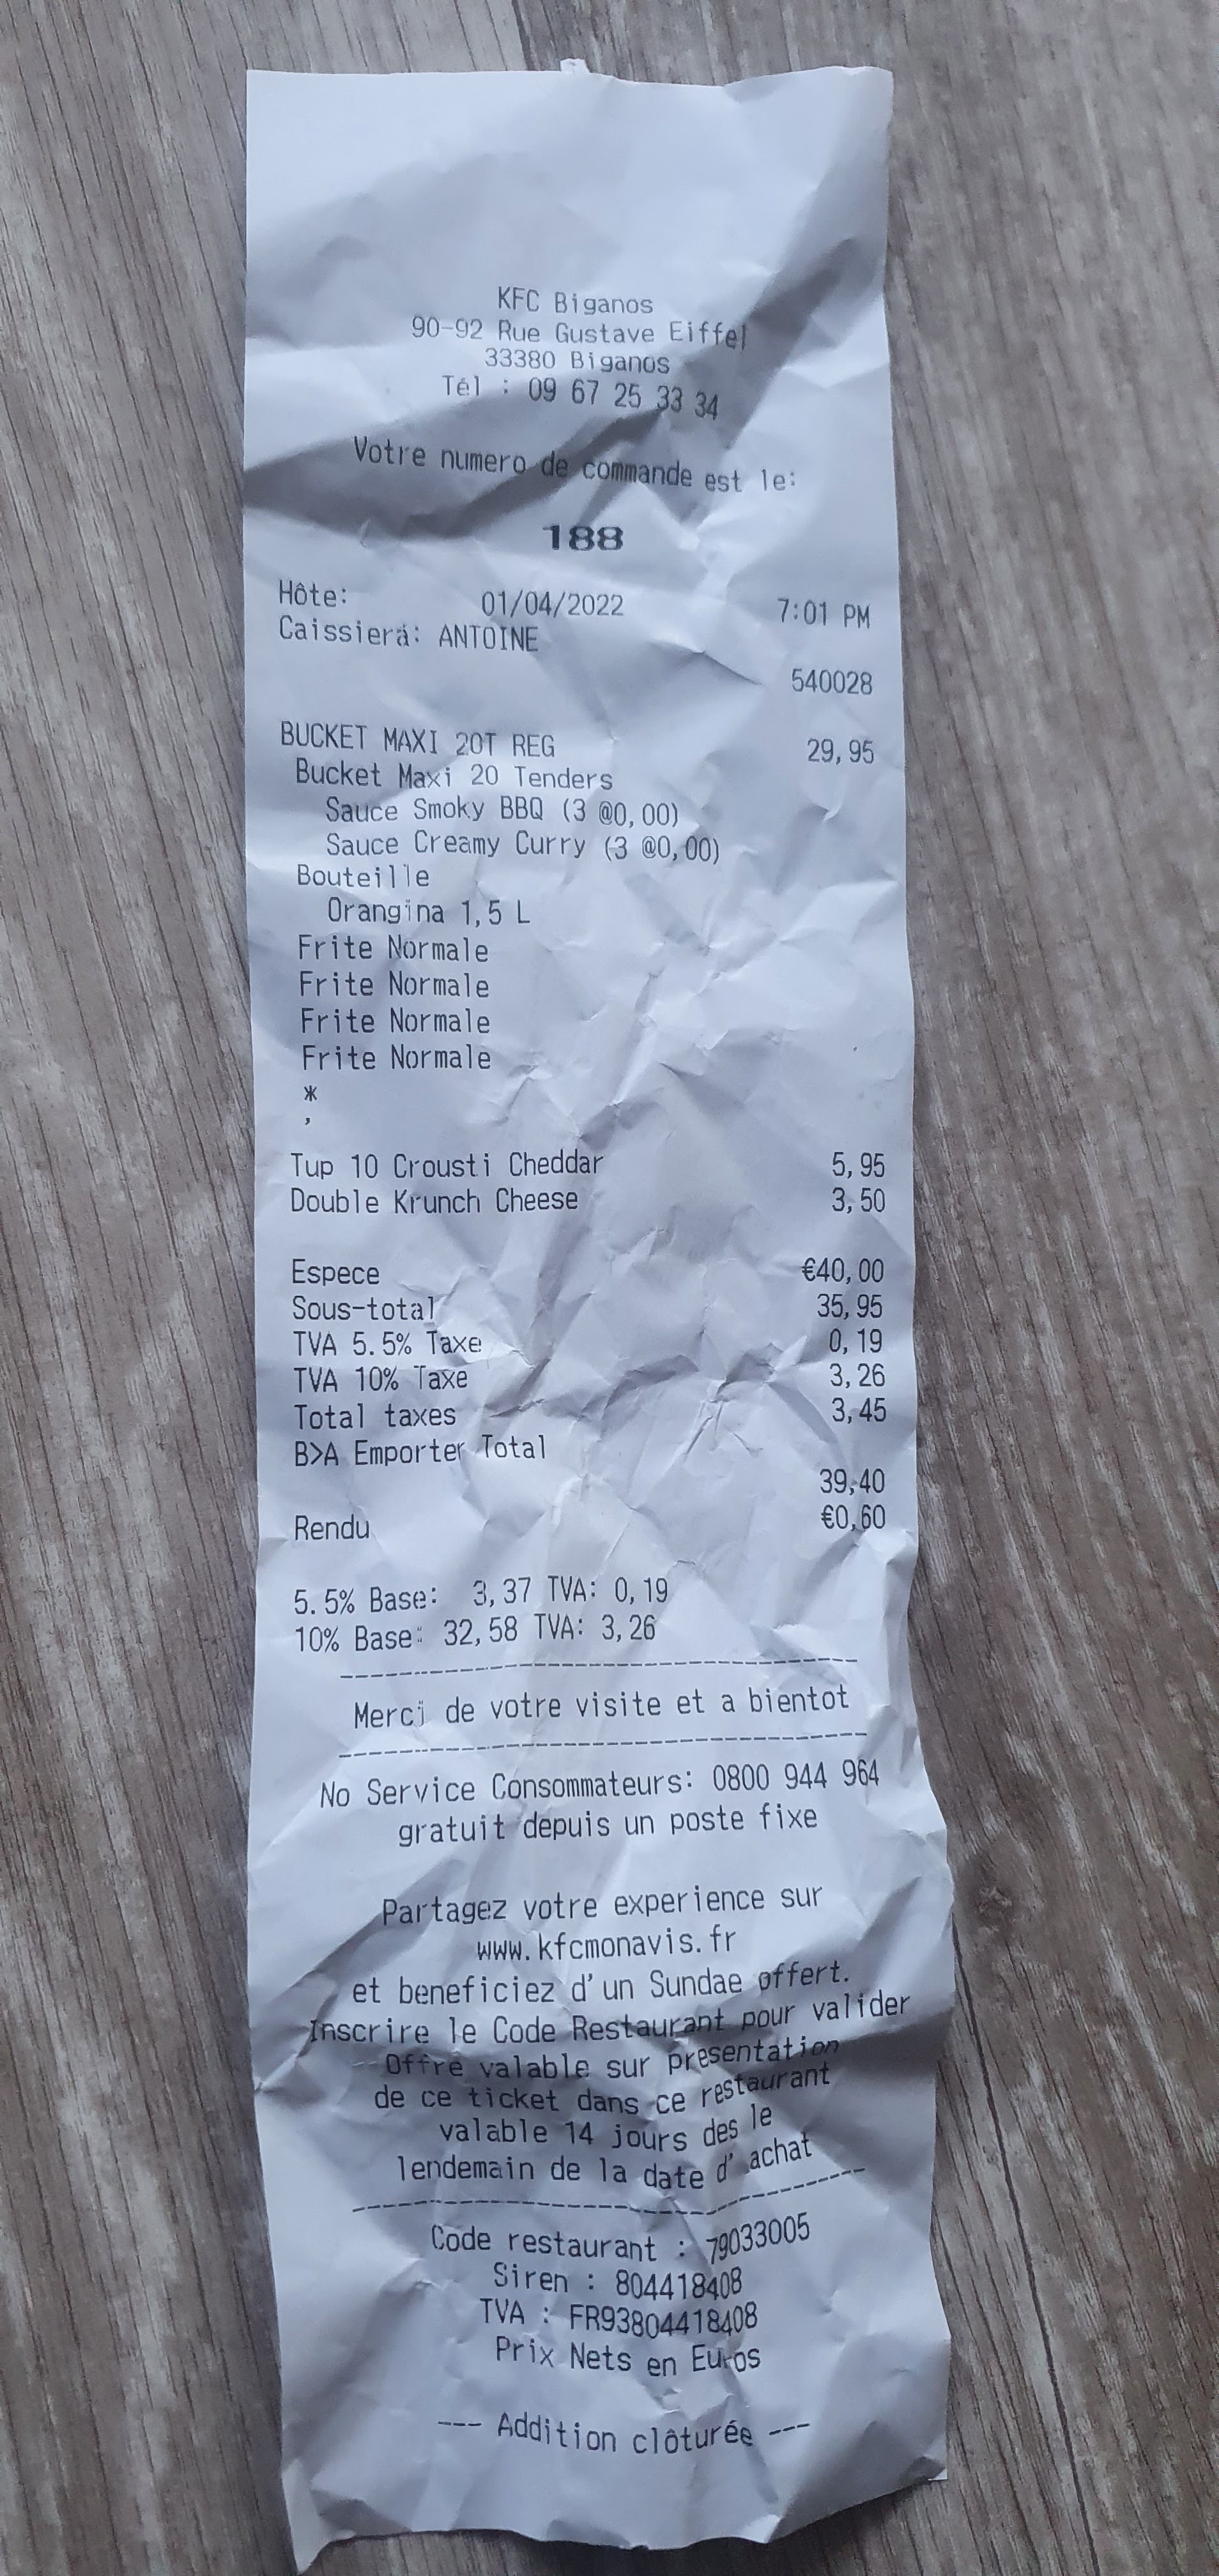 KFC Biganos
90-92 Rue Gustave Eiffel
33380 Biganos
Tél : 09 67 25 33 34
Votre numero de commande est le:
188
Hôte: 01/04/2022 7:01 PM
Caissierá: ANTOINE
540028
BUCKET MAXI 20T REG 29,95
Bucket Maxi 20 Tenders
Sauce Smoky BBQ (3 @0,00)
Sauce Creamy Curry (3 @0,00)
Bouteille
Orangina 1,5 L
Frite Normale
Frite Normale
Frite Normale
Frite Normale
*
,
Tup 10 Crousti Cheddar 5,95
Double Krunch Cheese 3,50
Espece €40,00
Sous-total 35,95
TVA 5.5% Taxe 0,19
TVA 10% Taxe 3,26
Total taxes 3,45
B>A Emporter Total
39,40
Rendu €0,60
5.5% Base: 3,37 TVA: 0,19
10% Base: 32,58 TVA: 3,26
--------------------------------
Merci de votre visite et a bientot
--------------------------------
No Service Consommateurs: 0800 944 964
gratuit depuis un poste fixe
Partagez votre experience sur
www.kfcmonavis.fr
et beneficiez d'un Sundae offert.
Inscrire le Code Restaurant pour valider
Offre valable sur presentation
de ce ticket dans ce restaurant
valable 14 jours des le
lendemain de la date d'achat
--------------------------------
Code restaurant : 79033005
Siren : 804418408
TVA : FR93804418408
Prix Nets en Euros
--- Addition clôturée ---